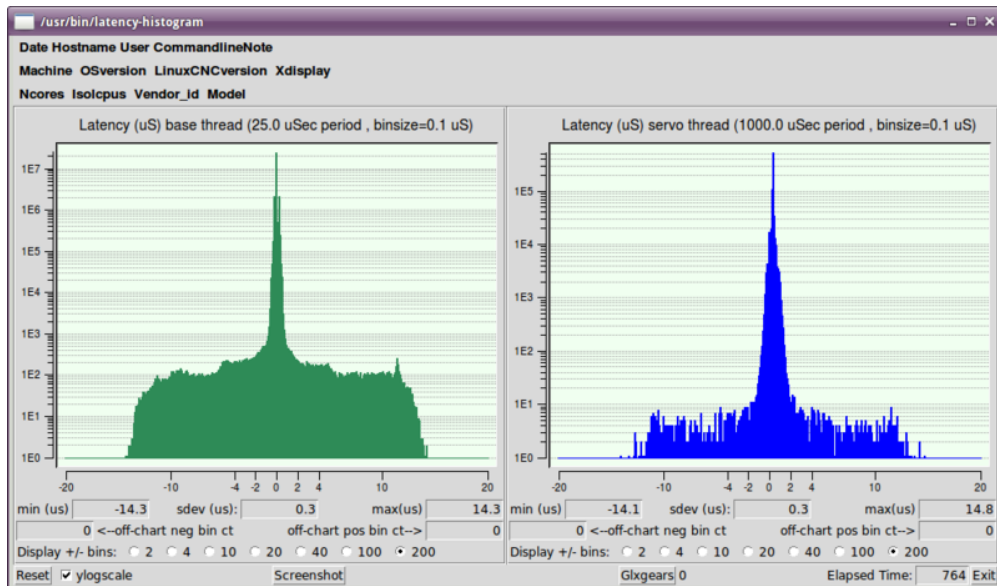 /usr/bin/latency-histogram
Date Hostname User CommandlineNote
Machine OSversion LinuxCNCversion Xdisplay
Ncores Isolcpus Vendor_id Model
Latency (uS) base thread (25.0 uSec period , binsize=0.1 uS)
1E7
1E6
1E5
1E4
1E3
1E2
1E1
1E0
-20 -10 -4 -2 0 2 4 10 20
min (us) -14.3 sdev (us): 0.3 max(us) 14.3
0 <--off-chart neg bin ct off-chart pos bin ct--> 0
Display +/- bins: 2 4 10 20 40 100 200
Latency (uS) servo thread (1000.0 uSec period , binsize=0.1 uS)
1E5
1E4
1E3
1E2
1E1
1E0
-20 -10 -4 -2 0 2 4 10 20
min (us) -14.1 sdev (us): 0.3 max(us) 14.8
0 <--off-chart neg bin ct off-chart pos bin ct--> 0
Display +/- bins: 2 4 10 20 40 100 200
Reset ylogscale Screenshot Glxgears 0 Elapsed Time: 764 Exit